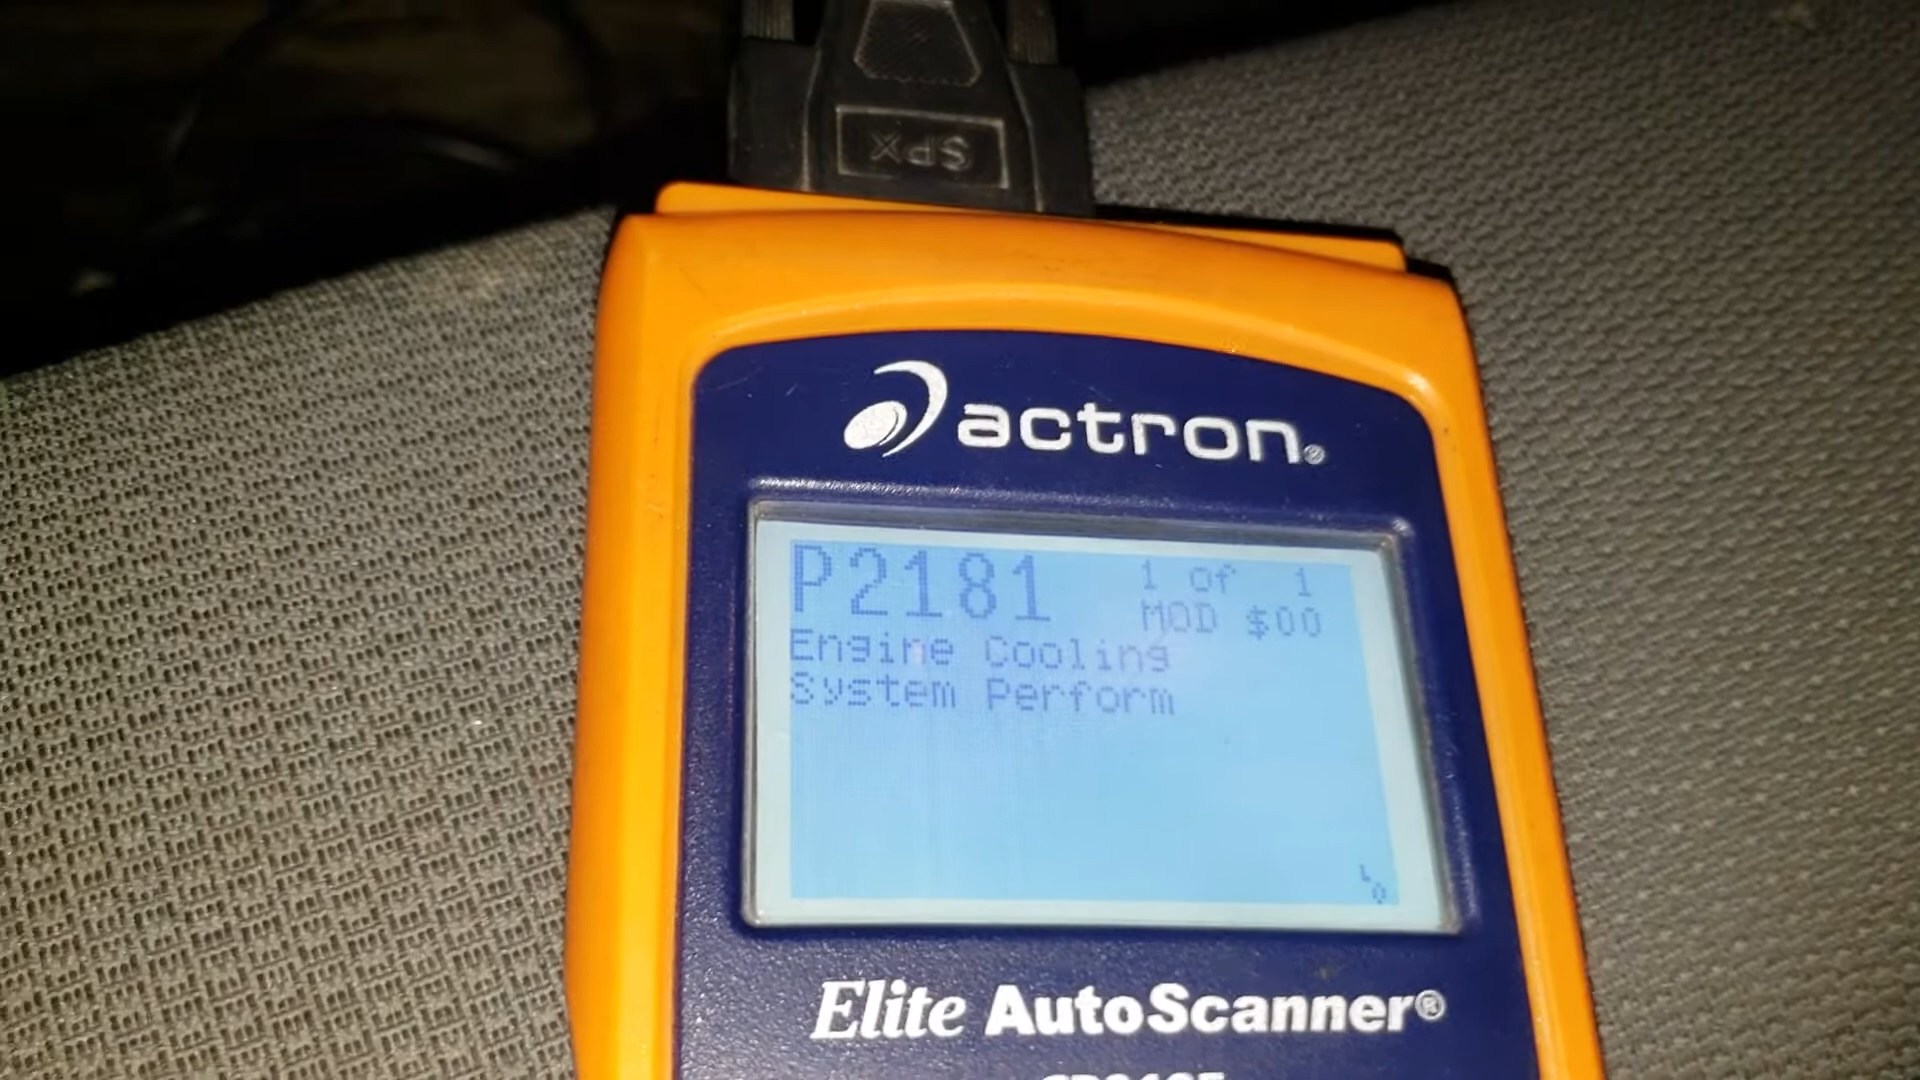 SPX
actron®
P2181 1 of 1
MOD $00
Engine Cooling
System Perform
Elite AutoScanner®